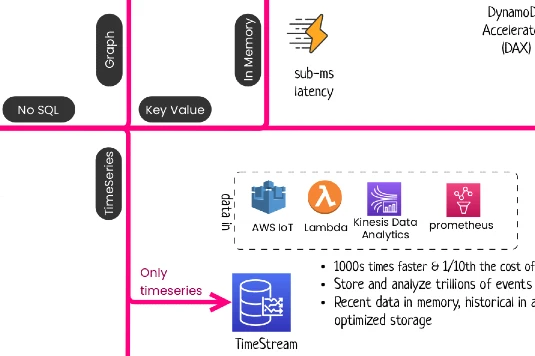 Graph
In Memory
sub-ms
latency
DynamoD
Accelerato
(DAX)
No SQL
Key Value
TimeSeries
data in
AWS IoT
Lambda
Kinesis Data
Analytics
prometheus
Only
timeseries
TimeStream
• 1000s times faster & 1/10th the cost of
• Store and analyze trillions of events
• Recent data in memory, historical in a
optimized storage